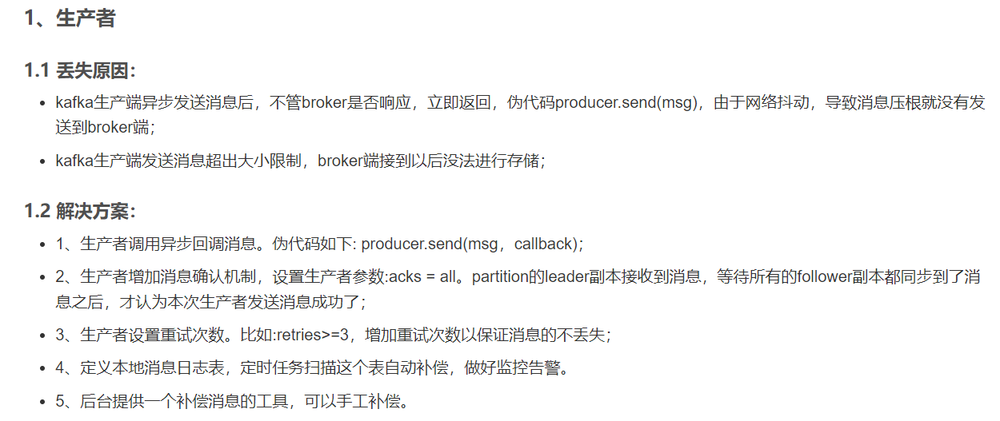 1、生产者
1.1 丢失原因：
• kafka生产端异步发送消息后，不管broker是否响应，立即返回，伪代码producer.send(msg)，由于网络抖动，导致消息压根就没有发
送到broker端；
• kafka生产端发送消息超出大小限制，broker端接到以后没法进行存储；
1.2 解决方案：
• 1、生产者调用异步回调消息。伪代码如下: producer.send(msg，callback)；
• 2、生产者增加消息确认机制，设置生产者参数:acks = all。partition的leader副本接收到消息，等待所有的follower副本都同步到了消
息之后，才认为本次生产者发送消息成功了；
• 3、生产者设置重试次数。比如:retries>=3，增加重试次数以保证消息的不丢失；
• 4、定义本地消息日志表，定时任务扫描这个表自动补偿，做好监控告警。
• 5、后台提供一个补偿消息的工具，可以手工补偿。